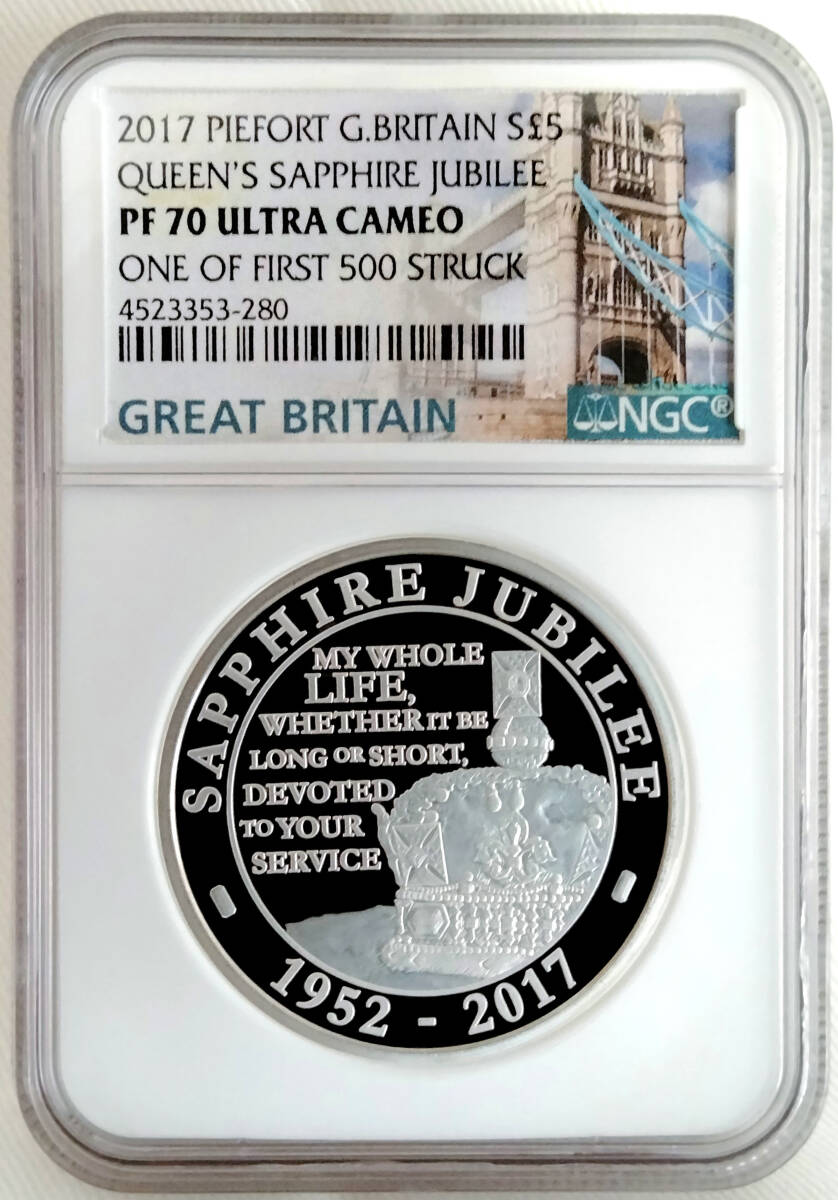 2017 PIEFORT G.BRITAIN S£5
QUEEN'S SAPPHIRE JUBILEE
PF 70 ULTRA CAMEO
ONE OF FIRST 500 STRUCK
4523353-280
GREAT BRITAIN
NGC®
SAPPHIRE JUBILEE
MY WHOLE
LIFE,
WHETHER IT BE
LONG OR SHORT,
DEVOTED
TO YOUR
SERVICE
1952 - 2017